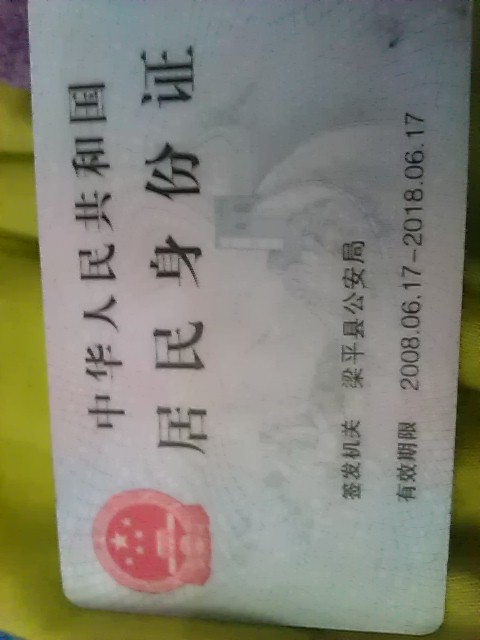 中华人民共和国
居民身份证
签发机关 梁平县公安局
有效期限 2008.06.17-2018.06.17